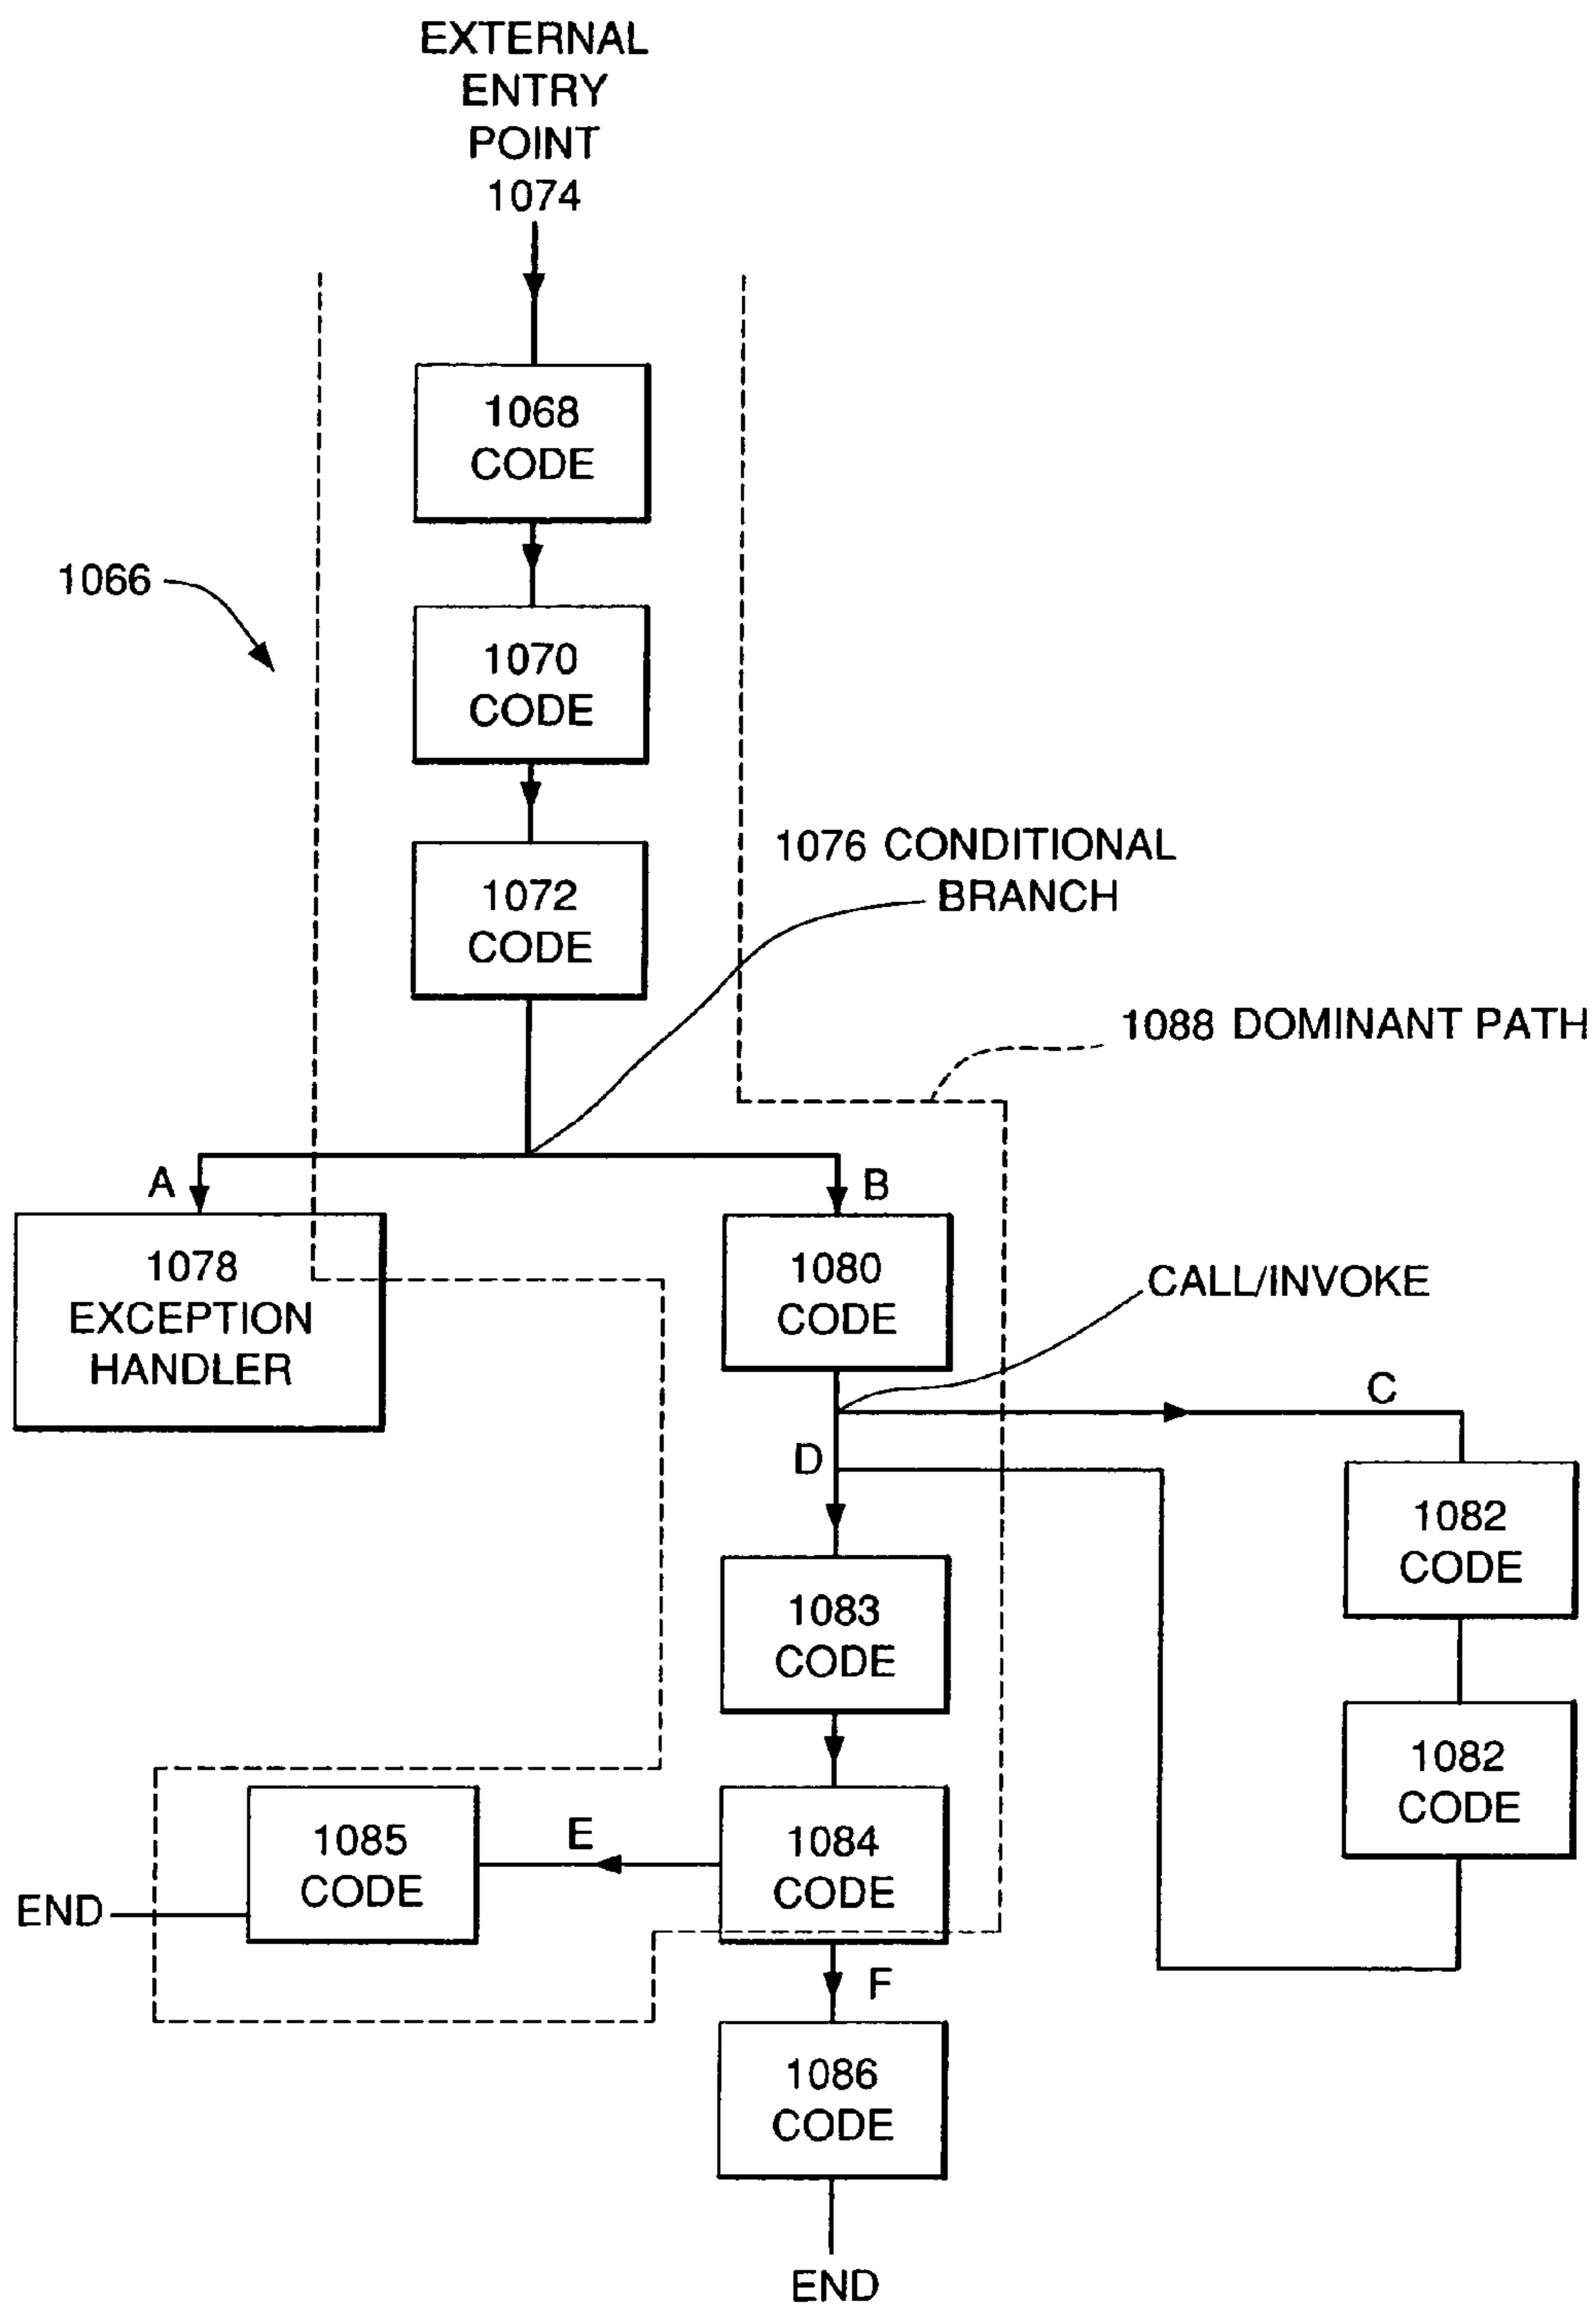 EXTERNAL
ENTRY
POINT
1074
1068
CODE
1066
1070
CODE
1076 CONDITIONAL
BRANCH
1072
CODE
1088 DOMINANT PATH
A
B
1078
EXCEPTION
HANDLER
1080
CODE
CALL/INVOKE
C
D
1082
CODE
1083
CODE
1082
CODE
1085
CODE
E
1084
CODE
END
F
1086
CODE
END